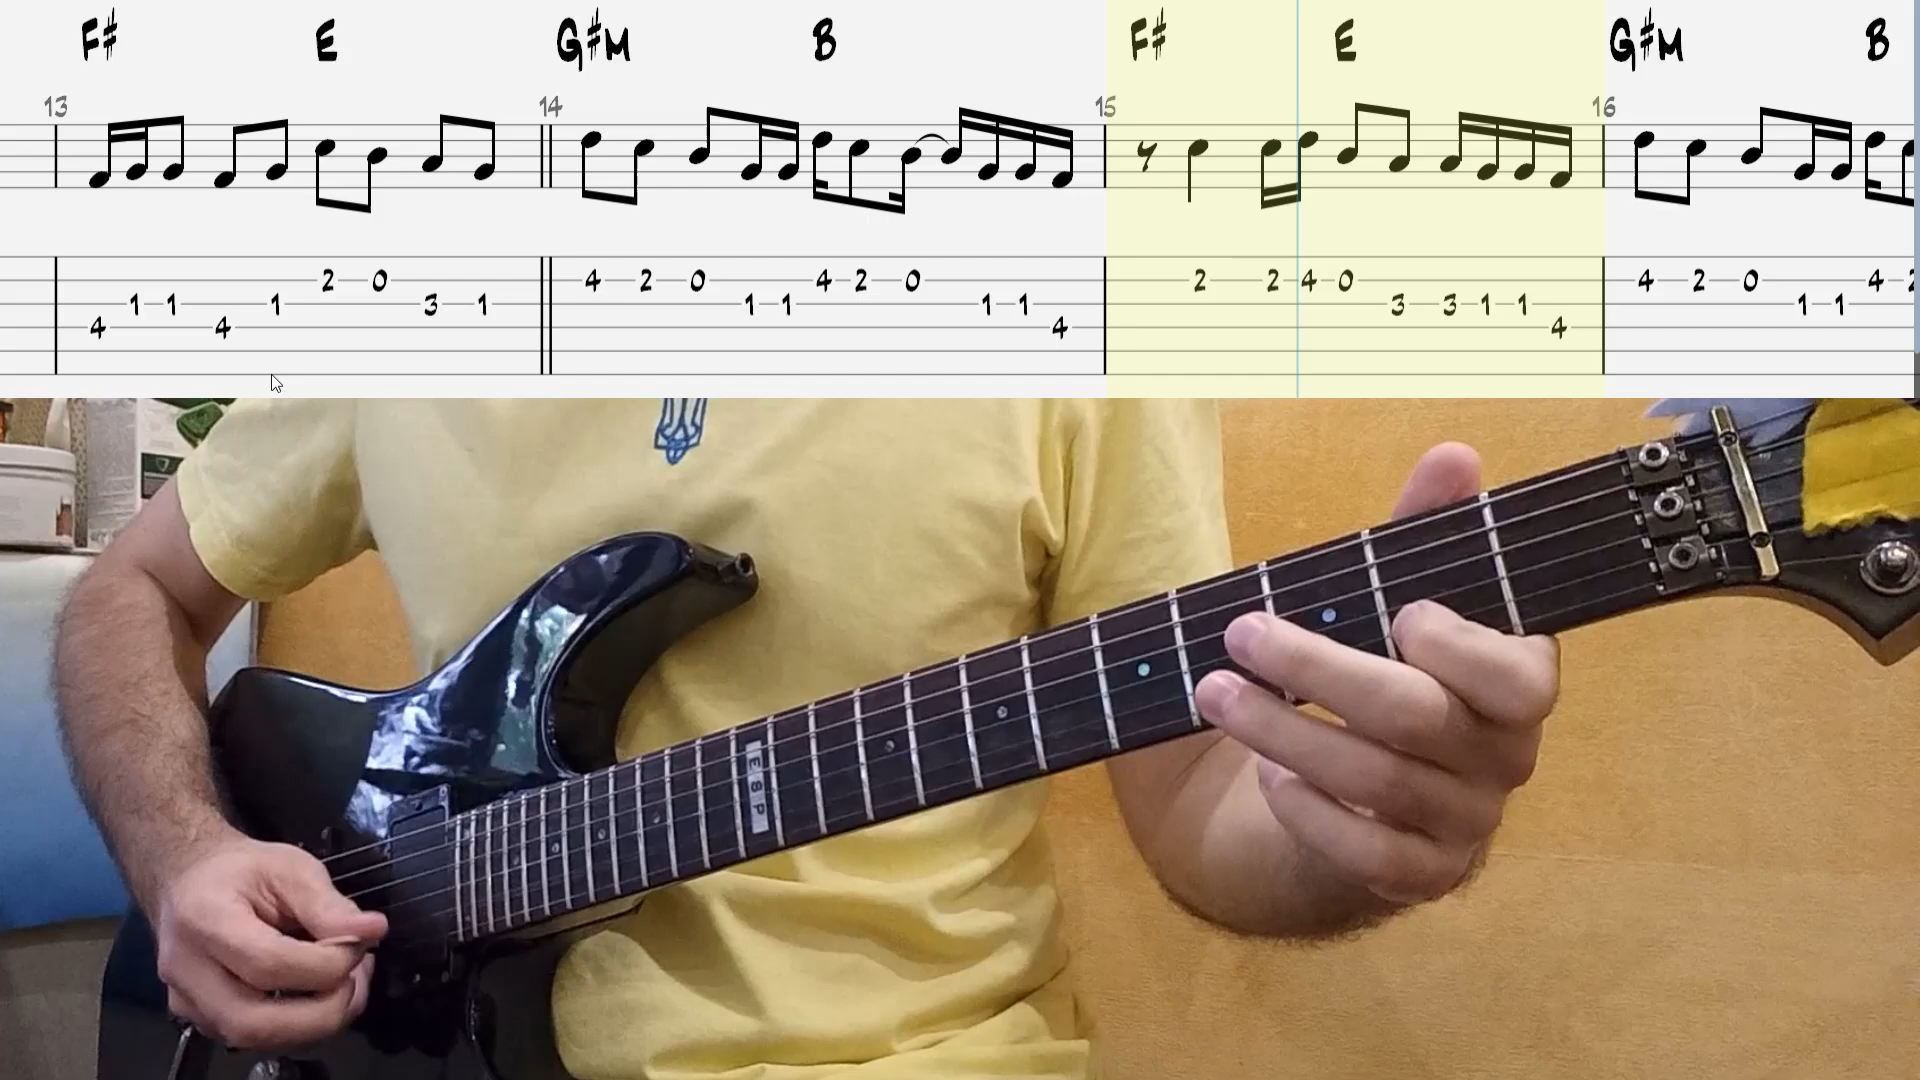 F# E G#M B F# E G#M B
13 14 15 16
2 0 4 2 0 4 2 0 2 2 4 0 4 2 0 4 2
1 1 1 3 1 1 1 1 1 3 3 1 1 1 1
4 4 4 4
ESP